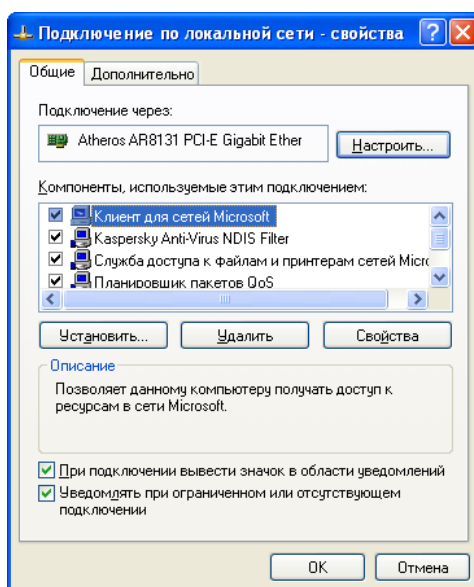 Подключение по локальной сети - свойства
Общие
Дополнительно
Подключение через:
Atheros AR8131 PCI-E Gigabit Ether
Настроить...
Компоненты, используемые этим подключением:
Клиент для сетей Microsoft
Kaspersky Anti-Virus NDIS Filter
Служба доступа к файлам и принтерам сетей Micro
Планировщик пакетов QoS
Установить...
Удалить
Свойства
Описание
Позволяет данному компьютеру получать доступ к
ресурсам в сети Microsoft.
При подключении вывести значок в области уведомлений
Уведомлять при ограниченном или отсутствующем
подключении
OK
Отмена